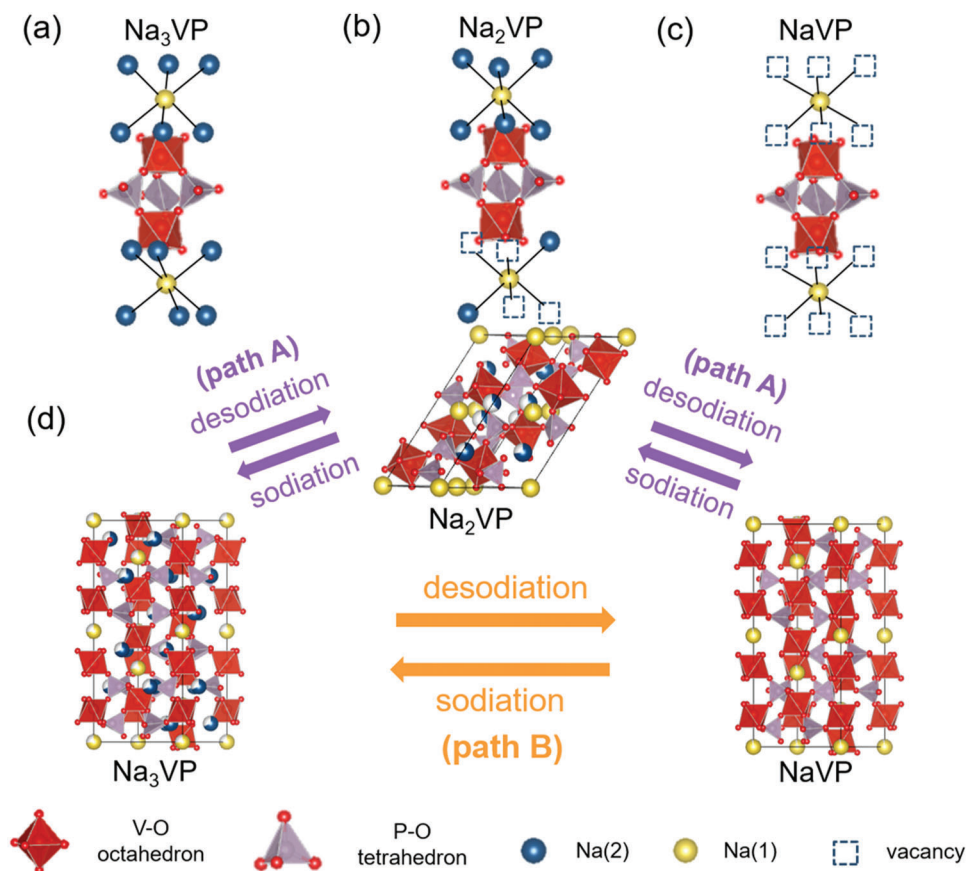 (a)
Na₃VP
(b)
Na₂VP
(c)
NaVP
(path A)
desodiation
sodiation
(path A)
desodiation
sodiation
(d)
Na₂VP
desodiation
sodiation
(path B)
Na₃VP
NaVP
V-O
octahedron
P-O
tetrahedron
Na(2)
Na(1)
vacancy